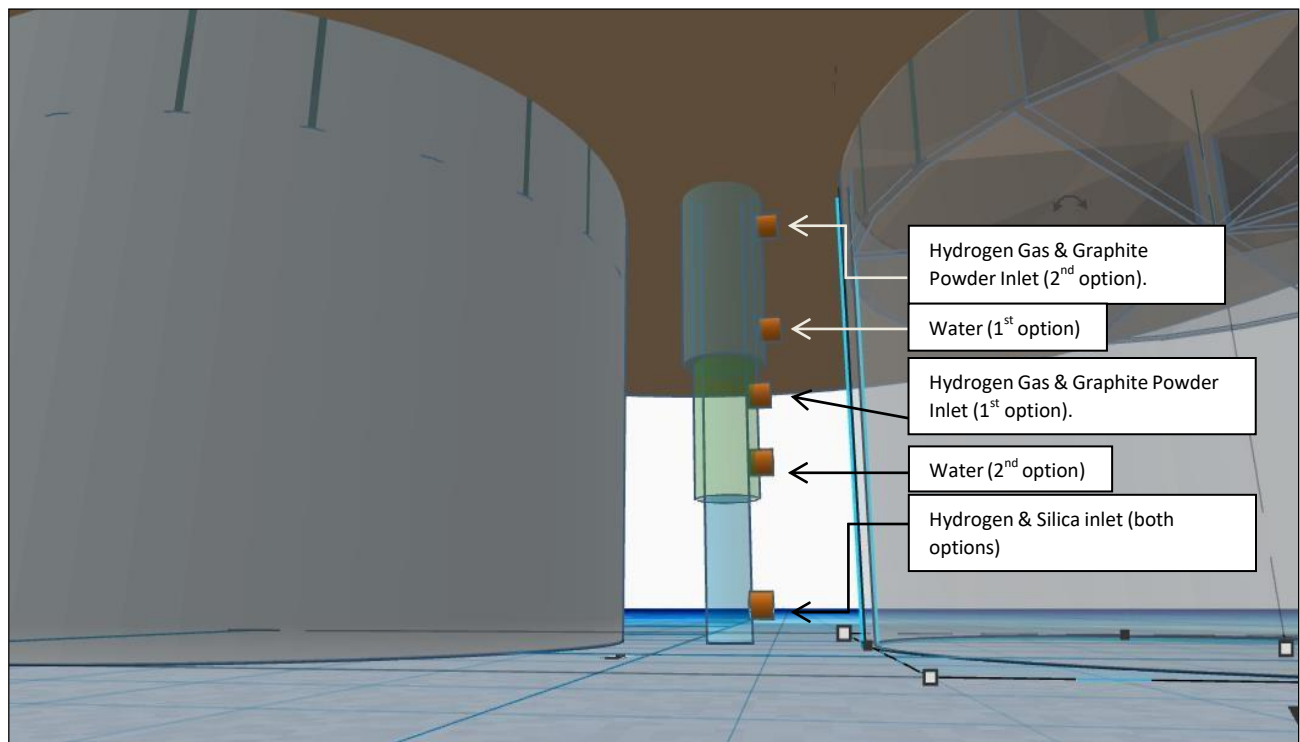 Hydrogen Gas & Graphite
Powder Inlet (2nd option).
Water (1st option)
Hydrogen Gas & Graphite Powder
Inlet (1st option).
Water (2nd option)
Hydrogen & Silica inlet (both
options)